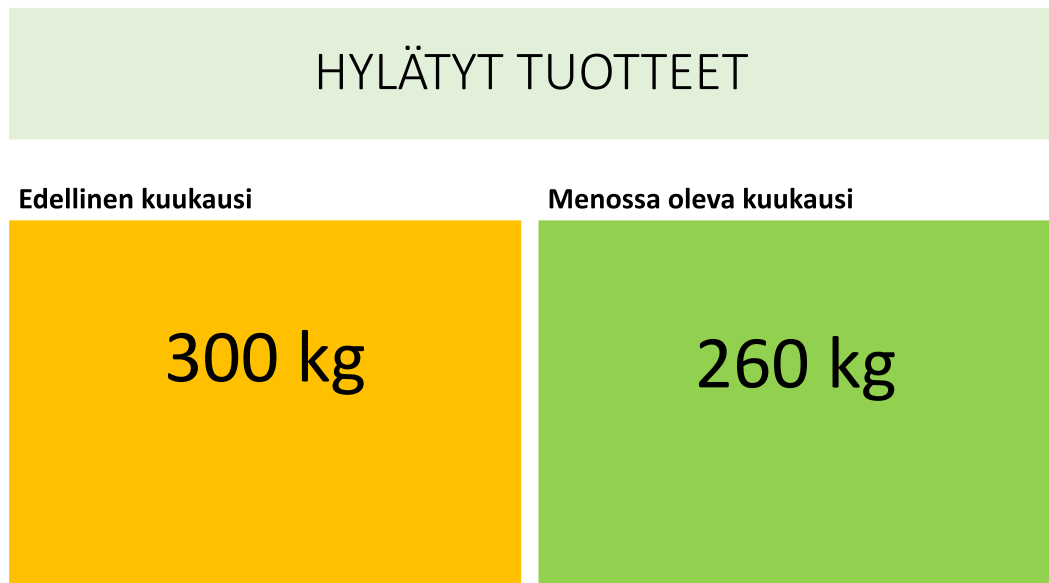 HYLÄTYT TUOTTEET
Edellinen kuukausi
Menossa oleva kuukausi
300 kg
260 kg